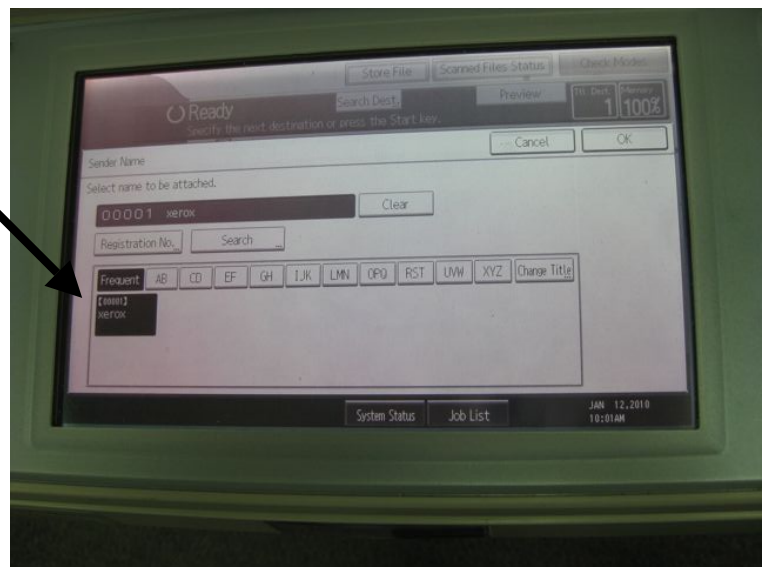 Store File Scanned Files Status Check Modes
Ready Search Dest. Preview Ttl. Dest. 1 Memory 100%
Specify the next destination or press the Start key.
Sender Name Cancel OK
Select name to be attached.
00001 xerox Clear
Registration No. Search
Frequent AB CD EF GH IJK LMN OPQ RST UVW XYZ Change Title
【00001】
xerox
System Status Job List JAN 12,2010
10:01AM